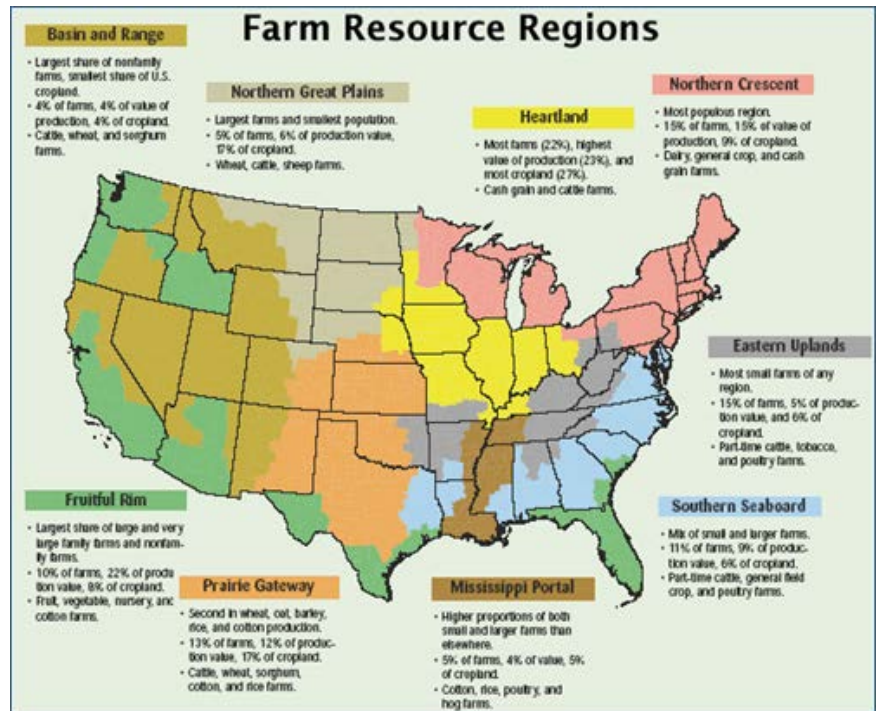 Farm Resource Regions
Basin and Range
• Largest share of nonfamily
farms, smallest share of U.S.
cropland.
• 4% of farms, 4% of value of
production, 4% of cropland.
• Cattle, wheat, and sorghum
farms.
Northern Great Plains
• Largest farms and smallest population.
• 5% of farms, 6% of production value,
17% of cropland.
• Wheat, cattle, sheep farms.
Heartland
• Most farms (22%), highest
value of production (23%), and
most cropland (27%).
• Cash grain and cattle farms.
Northern Crescent
• Most populous region.
• 15% of farms, 15% of value of
production, 9% of cropland.
• Dairy, general crop, and cash
grain farms.
Eastern Uplands
• Most small farms of any
region.
• 15% of farms, 5% of produc-
tion value, and 6% of
cropland.
• Part-time cattle, tobacco,
and poultry farms.
Fruitful Rim
• Largest share of large and very
large family farms and nonfam-
ily farms.
• 10% of farms, 22% of produ
tion value, 8% of cropland.
• Fruit, vegetable, nursery, and
cotton farms.
Southern Seaboard
• Mix of small and larger farms.
• 11% of farms, 9% of produc-
tion value, 6% of cropland.
• Part-time cattle, general field
crop, and poultry farms.
Prairie Gateway
• Second in wheat, oat, barley,
rice, and cotton production.
• 13% of farms, 12% of produc-
tion value, 17% of cropland.
• Cattle, wheat, sorghum,
cotton, and rice farms.
Mississippi Portal
• Higher proportions of both
small and larger farms than
elsewhere.
• 5% of farms, 4% of value, 5%
of cropland.
• Cotton, rice, poultry, and
hog farms.